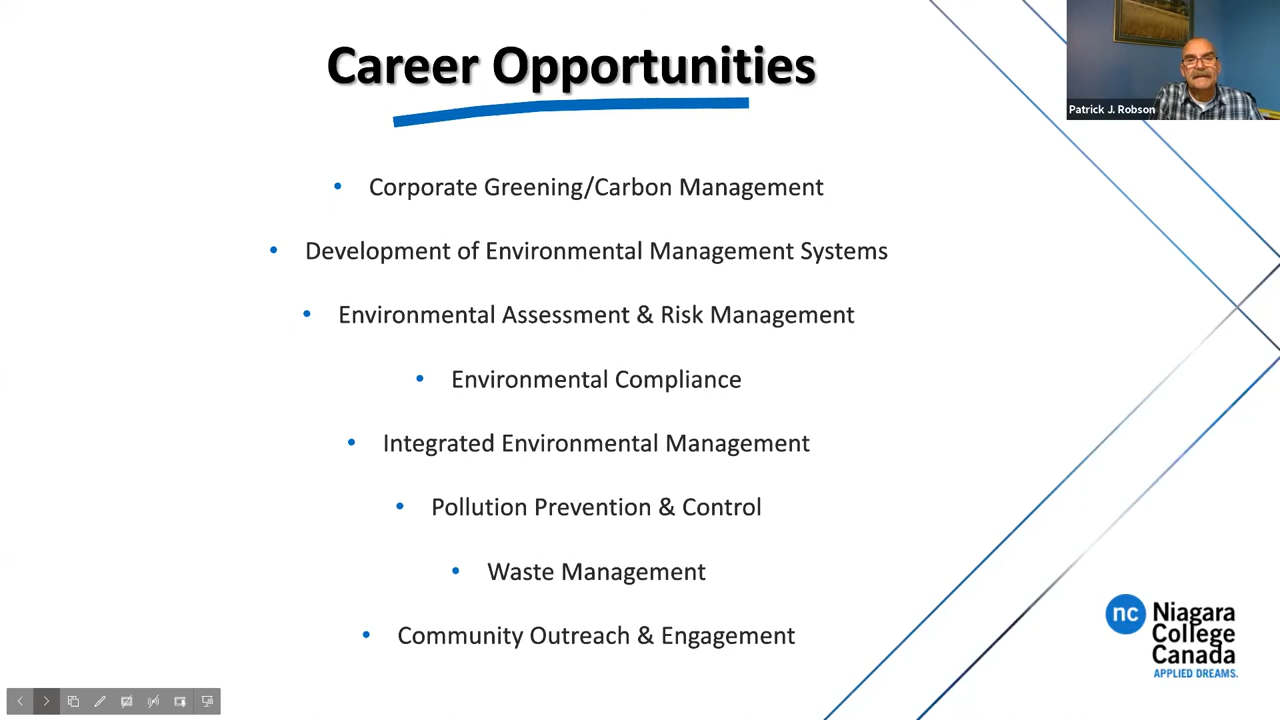 Career Opportunities
Patrick J. Robson
• Corporate Greening/Carbon Management
• Development of Environmental Management Systems
• Environmental Assessment & Risk Management
• Environmental Compliance
• Integrated Environmental Management
• Pollution Prevention & Control
• Waste Management
• Community Outreach & Engagement
nc
Niagara
College
Canada
APPLIED DREAMS.